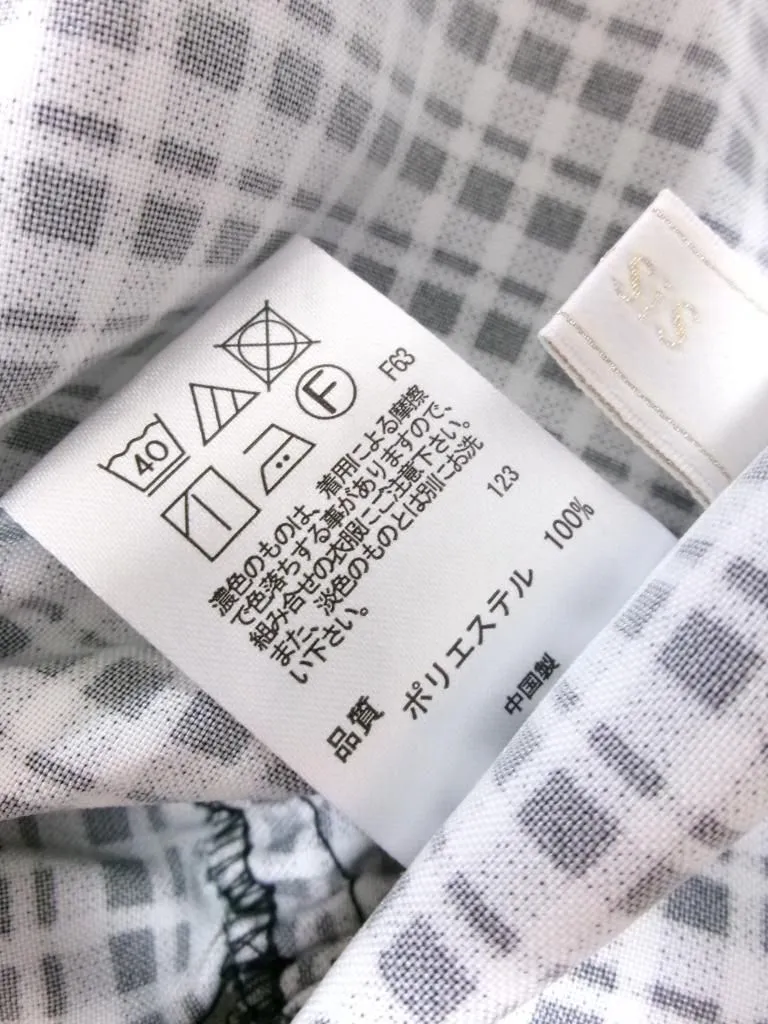 40
F
F63
濃色のものは、着用による摩擦
で色落ちする事がありますので、
組み合せの衣服にご注意下さい。
また、淡色のものとは別にお洗
い下さい。
123
品質 ポリエステル 100%
中国製